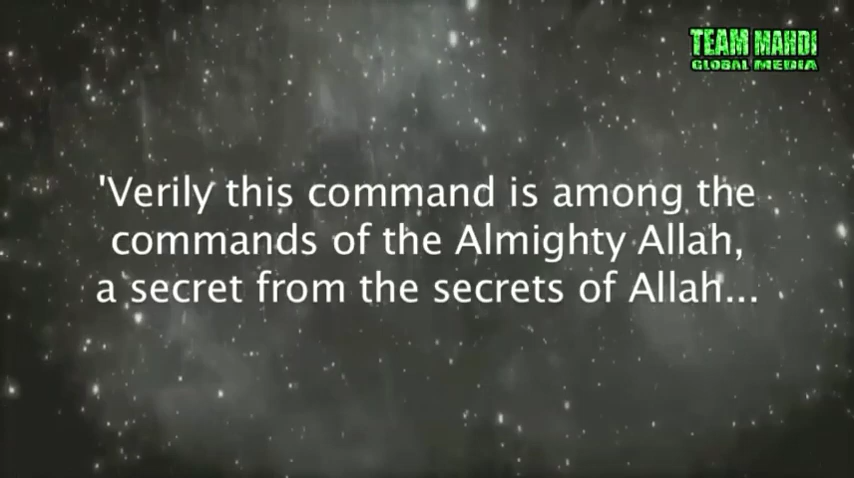 TEAM MAHDI
GLOBAL MEDIA
'Verily this command is among the
commands of the Almighty Allah,
a secret from the secrets of Allah...